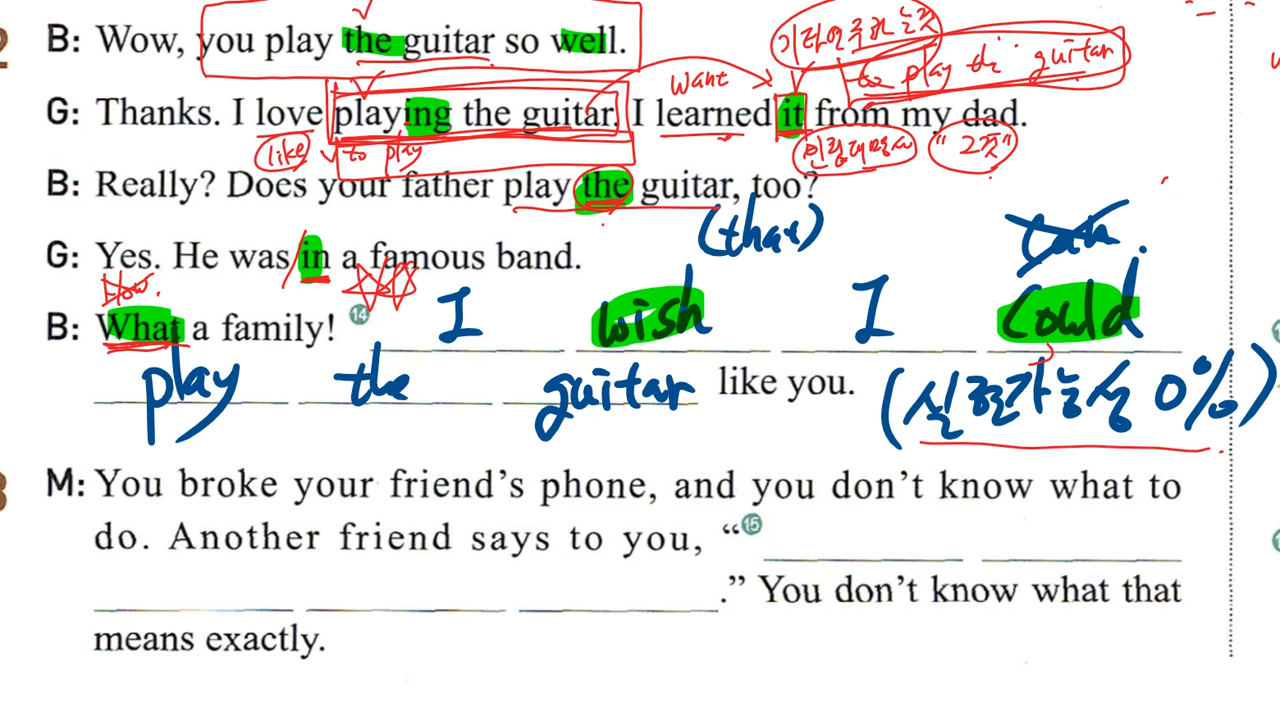 B: Wow, you play the guitar so well.
기타연주하는것
to play the guitar
want
G: Thanks. I love playing the guitar. I learned it from my dad.
like
to play
인칭대명사
"그것"
B: Really? Does your father play the guitar, too?
(that)
can
G: Yes. He was in a famous band.
How
B: What a family! ⑭ I wish I could
play the guitar like you. (실현가능성 0%)
M: You broke your friend's phone, and you don't know what to
do. Another friend says to you, "⑮
." You don't know what that
means exactly.